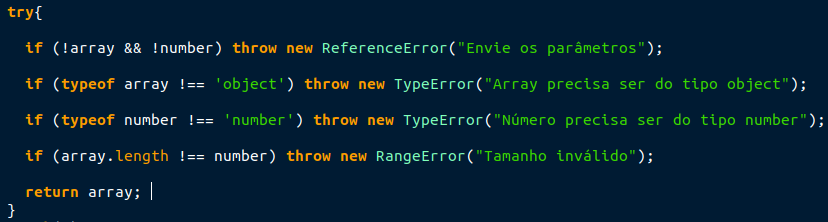 try{
if (!array && !number) throw new ReferenceError("Envie os parâmetros");
if (typeof array !== 'object') throw new TypeError("Array precisa ser do tipo object");
if (typeof number !== 'number') throw new TypeError("Número precisa ser do tipo number");
if (array.length !== number) throw new RangeError("Tamanho inválido");
return array;
}